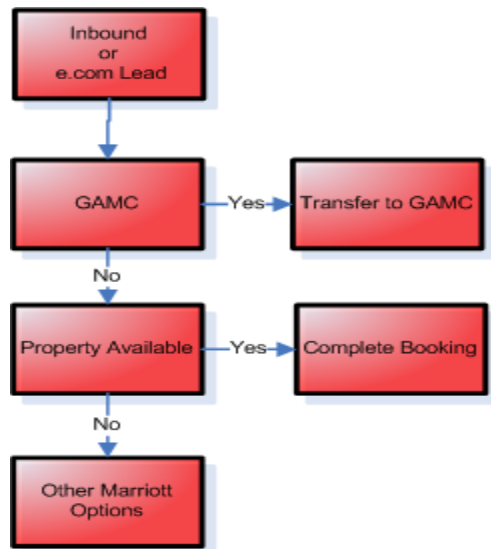 Inbound
or
e.com Lead
GAMC
Yes
Transfer to GAMC
No
Property Available
Yes
Complete Booking
No
Other Marriott
Options